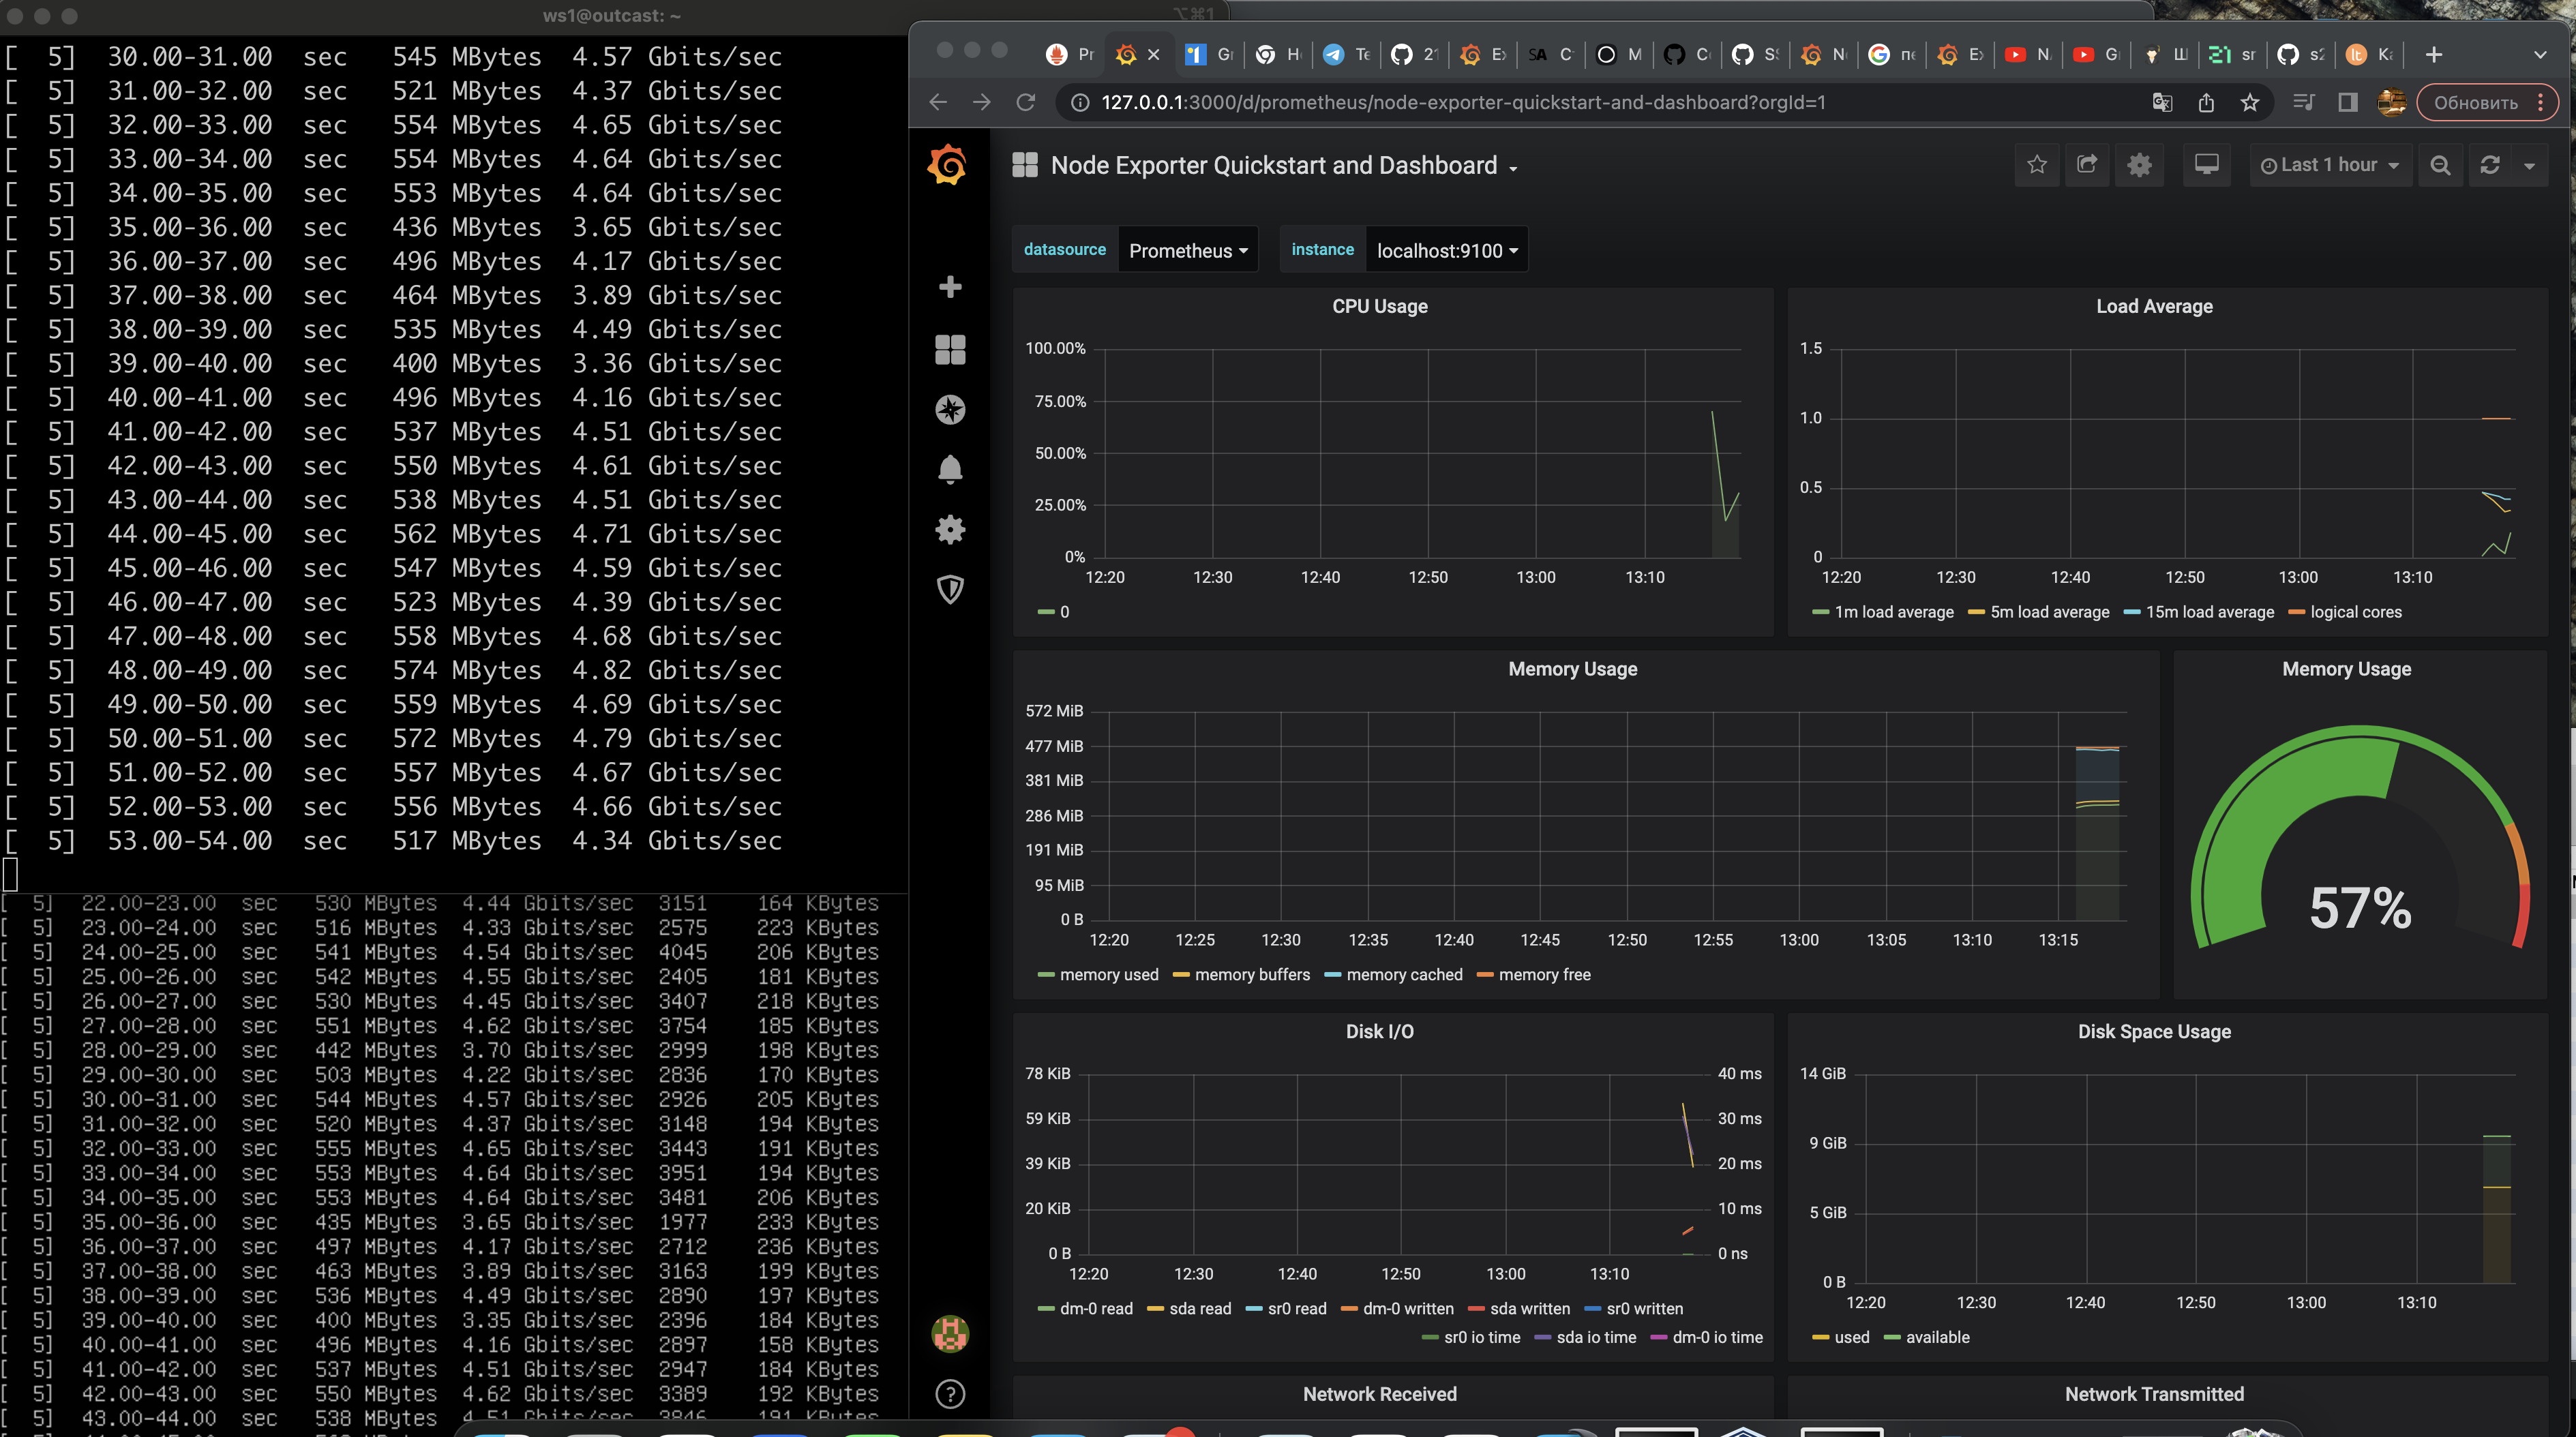 ws1@outcast: ~
⌥⌘1
[  5]  30.00-31.00  sec   545 MBytes  4.57 Gbits/sec
[  5]  31.00-32.00  sec   521 MBytes  4.37 Gbits/sec
[  5]  32.00-33.00  sec   554 MBytes  4.65 Gbits/sec
[  5]  33.00-34.00  sec   554 MBytes  4.64 Gbits/sec
[  5]  34.00-35.00  sec   553 MBytes  4.64 Gbits/sec
[  5]  35.00-36.00  sec   436 MBytes  3.65 Gbits/sec
[  5]  36.00-37.00  sec   496 MBytes  4.17 Gbits/sec
[  5]  37.00-38.00  sec   464 MBytes  3.89 Gbits/sec
[  5]  38.00-39.00  sec   535 MBytes  4.49 Gbits/sec
[  5]  39.00-40.00  sec   400 MBytes  3.36 Gbits/sec
[  5]  40.00-41.00  sec   496 MBytes  4.16 Gbits/sec
[  5]  41.00-42.00  sec   537 MBytes  4.51 Gbits/sec
[  5]  42.00-43.00  sec   550 MBytes  4.61 Gbits/sec
[  5]  43.00-44.00  sec   538 MBytes  4.51 Gbits/sec
[  5]  44.00-45.00  sec   562 MBytes  4.71 Gbits/sec
[  5]  45.00-46.00  sec   547 MBytes  4.59 Gbits/sec
[  5]  46.00-47.00  sec   523 MBytes  4.39 Gbits/sec
[  5]  47.00-48.00  sec   558 MBytes  4.68 Gbits/sec
[  5]  48.00-49.00  sec   574 MBytes  4.82 Gbits/sec
[  5]  49.00-50.00  sec   559 MBytes  4.69 Gbits/sec
[  5]  50.00-51.00  sec   572 MBytes  4.79 Gbits/sec
[  5]  51.00-52.00  sec   557 MBytes  4.67 Gbits/sec
[  5]  52.00-53.00  sec   556 MBytes  4.66 Gbits/sec
[  5]  53.00-54.00  sec   517 MBytes  4.34 Gbits/sec
[  5]  22.00-23.00  sec   530 MBytes  4.44 Gbits/sec  3151    164 KBytes
[  5]  23.00-24.00  sec   516 MBytes  4.33 Gbits/sec  2575    223 KBytes
[  5]  24.00-25.00  sec   541 MBytes  4.54 Gbits/sec  4045    206 KBytes
[  5]  25.00-26.00  sec   542 MBytes  4.55 Gbits/sec  2405    181 KBytes
[  5]  26.00-27.00  sec   530 MBytes  4.45 Gbits/sec  3407    218 KBytes
[  5]  27.00-28.00  sec   551 MBytes  4.62 Gbits/sec  3754    185 KBytes
[  5]  28.00-29.00  sec   442 MBytes  3.70 Gbits/sec  2999    198 KBytes
[  5]  29.00-30.00  sec   503 MBytes  4.22 Gbits/sec  2836    170 KBytes
[  5]  30.00-31.00  sec   544 MBytes  4.57 Gbits/sec  2926    205 KBytes
[  5]  31.00-32.00  sec   520 MBytes  4.37 Gbits/sec  3148    194 KBytes
[  5]  32.00-33.00  sec   555 MBytes  4.65 Gbits/sec  3443    191 KBytes
[  5]  33.00-34.00  sec   553 MBytes  4.64 Gbits/sec  3951    194 KBytes
[  5]  34.00-35.00  sec   553 MBytes  4.64 Gbits/sec  3481    206 KBytes
[  5]  35.00-36.00  sec   435 MBytes  3.65 Gbits/sec  1977    233 KBytes
[  5]  36.00-37.00  sec   497 MBytes  4.17 Gbits/sec  2712    236 KBytes
[  5]  37.00-38.00  sec   463 MBytes  3.89 Gbits/sec  3163    199 KBytes
[  5]  38.00-39.00  sec   536 MBytes  4.49 Gbits/sec  2890    197 KBytes
[  5]  39.00-40.00  sec   400 MBytes  3.35 Gbits/sec  2396    184 KBytes
[  5]  40.00-41.00  sec   496 MBytes  4.16 Gbits/sec  2897    158 KBytes
[  5]  41.00-42.00  sec   537 MBytes  4.51 Gbits/sec  2947    184 KBytes
[  5]  42.00-43.00  sec   550 MBytes  4.62 Gbits/sec  3389    192 KBytes
[  5]  43.00-44.00  sec   538 MBytes  4.51 Gbits/sec  3846    191 KBytes
127.0.0.1:3000/d/prometheus/node-exporter-quickstart-and-dashboard?orgId=1
Обновить
Node Exporter Quickstart and Dashboard
Last 1 hour
datasource Prometheus instance localhost:9100
CPU Usage
100.00%
75.00%
50.00%
25.00%
0%
12:20 12:30 12:40 12:50 13:00 13:10
0
Load Average
1.5
1.0
0.5
0
12:20 12:30 12:40 12:50 13:00 13:10
1m load average 5m load average 15m load average logical cores
Memory Usage
572 MiB
477 MiB
381 MiB
286 MiB
191 MiB
95 MiB
0 B
12:20 12:25 12:30 12:35 12:40 12:45 12:50 12:55 13:00 13:05 13:10 13:15
memory used memory buffers memory cached memory free
Memory Usage
57%
Disk I/O
78 KiB 40 ms
59 KiB 30 ms
39 KiB 20 ms
20 KiB 10 ms
0 B 0 ns
12:20 12:30 12:40 12:50 13:00 13:10
dm-0 read sda read sr0 read dm-0 written sda written sr0 written
sr0 io time sda io time dm-0 io time
Disk Space Usage
14 GiB
9 GiB
5 GiB
0 B
12:20 12:30 12:40 12:50 13:00 13:10
used available
Network Received
Network Transmitted